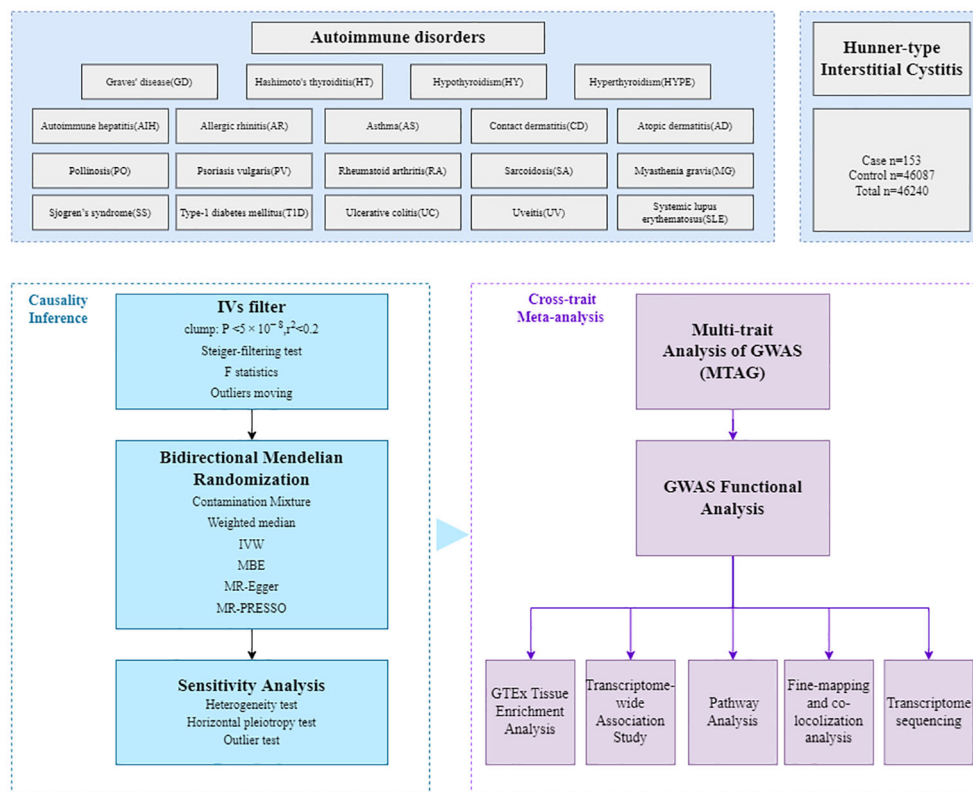 Autoimmune disorders
Graves' disease(GD)
Hashimoto's thyroiditis(HT)
Hypothyroidism(HY)
Hyperthyroidism(HYPE)
Autoimmune hepatitis(AIH)
Allergic rhinitis(AR)
Asthma(AS)
Contact dermatitis(CD)
Atopic dermatitis(AD)
Pollinosis(PO)
Psoriasis vulgaris(PV)
Rheumatoid arthritis(RA)
Sarcoidosis(SA)
Myasthenia gravis(MG)
Sjogren's syndrome(SS)
Type-1 diabetes mellitus(T1D)
Ulcerative colitis(UC)
Uveitis(UV)
Systemic lupus
erythematosus(SLE)
Hunner-type
Interstitial Cystitis
Case n=153
Control n=46087
Total n=46240
Causality
Inference
IVs filter
clump: P <5 × 10⁻⁸,r²<0.2
Steiger-filtering test
F statistics
Outliers moving
Bidirectional Mendelian
Randomization
Contamination Mixture
Weighted median
IVW
MBE
MR-Egger
MR-PRESSO
Sensitivity Analysis
Heterogeneity test
Horizontal pleiotropy test
Outlier test
Cross-trait
Meta-analysis
Multi-trait
Analysis of GWAS
(MTAG)
GWAS Functional
Analysis
GTEx Tissue
Enrichment
Analysis
Transcriptome-
wide
Association
Study
Pathway
Analysis
Fine-mapping
and co-
locolization
analysis
Transcriptome
sequencing